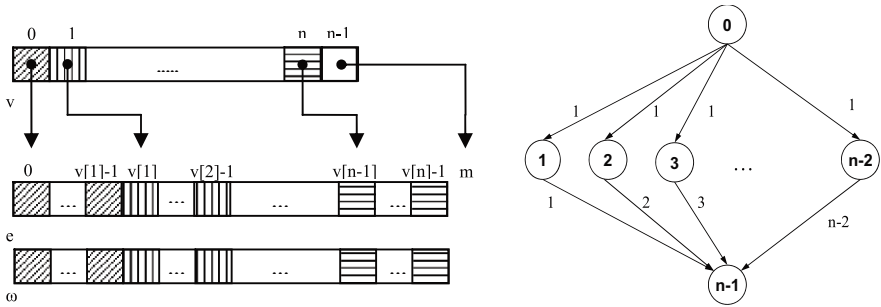 0 1 n n-1
.....
v
0 v[1]-1 v[1] v[2]-1 v[n-1] v[n]-1 m
... ... ... ...
e
... ... ... ...
ω
0
1 1 1 1
1 2 3 ... n-2
1 2 3 n-2
n-1